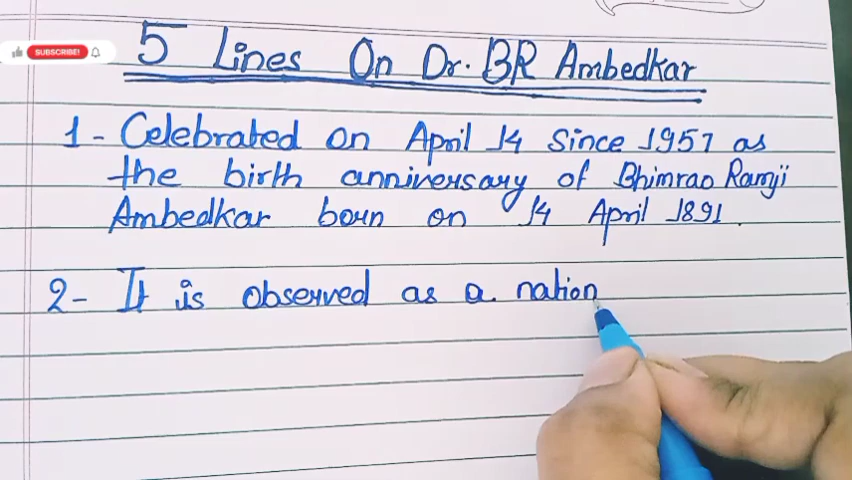 SUBSCRIBE!
5 Lines On Dr. BR Ambedkar
1 - Celebrated on April 14 since 1957 as
the birth anniversary of Bhimrao Ramji
Ambedkar born on 14 April 1891.
2 - It is observed as a nation